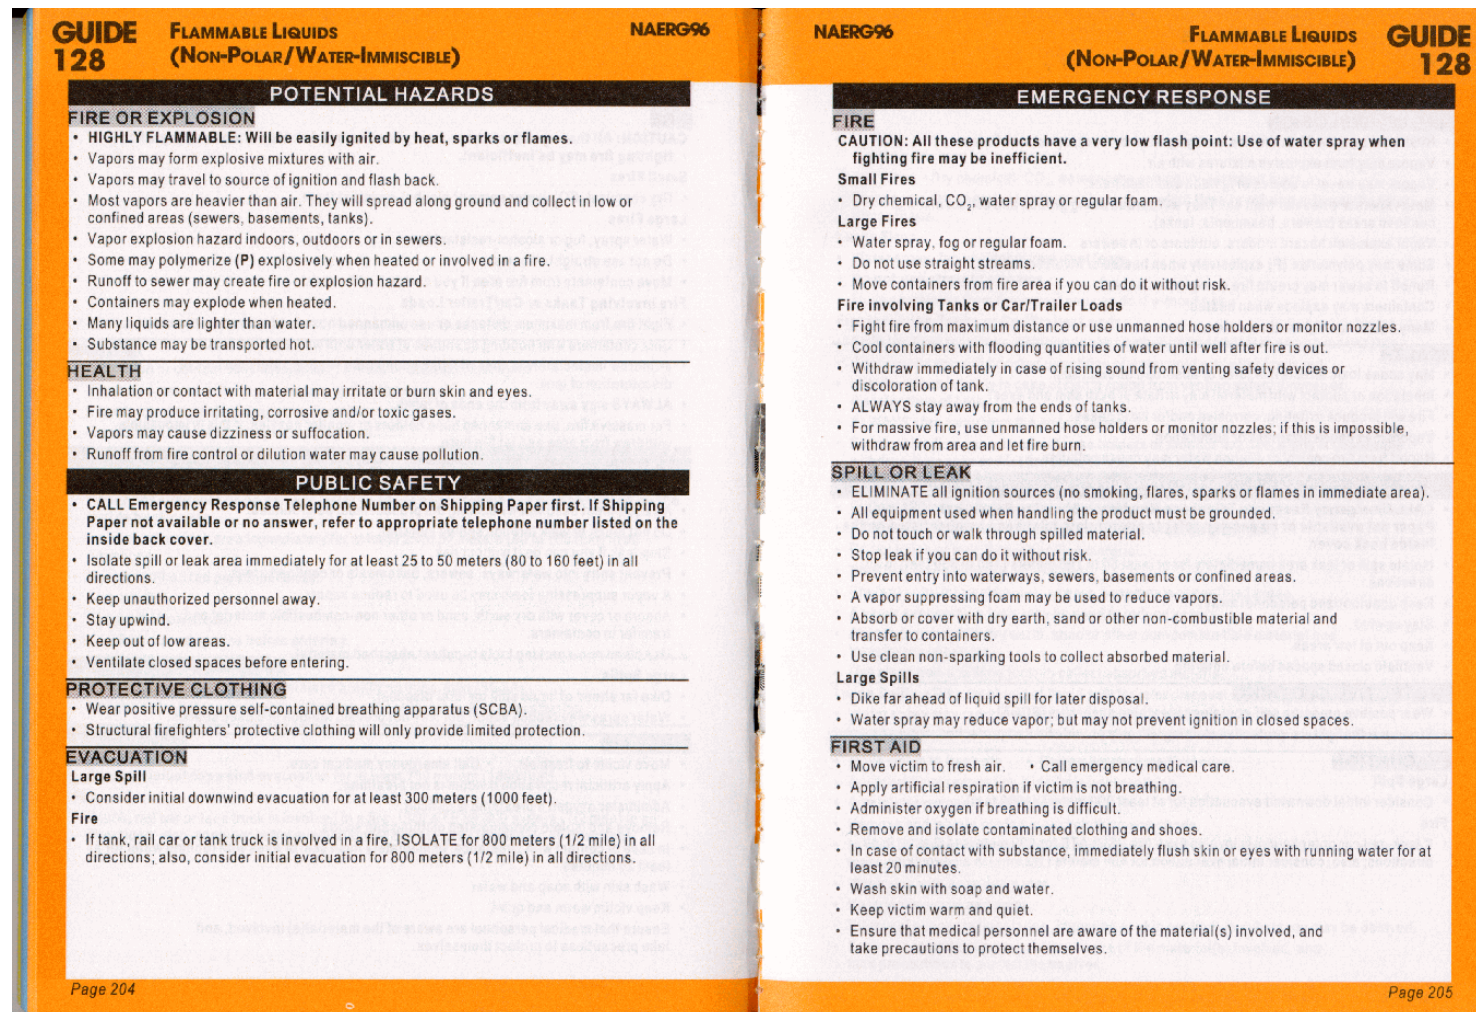 GUIDE
128
FLAMMABLE LIQUIDS
(NON-POLAR/WATER-IMMISCIBLE)
NAERG96
POTENTIAL HAZARDS
FIRE OR EXPLOSION
• HIGHLY FLAMMABLE: Will be easily ignited by heat, sparks or flames.
• Vapors may form explosive mixtures with air.
• Vapors may travel to source of ignition and flash back.
• Most vapors are heavier than air. They will spread along ground and collect in low or
confined areas (sewers, basements, tanks).
• Vapor explosion hazard indoors, outdoors or in sewers.
• Some may polymerize (P) explosively when heated or involved in a fire.
• Runoff to sewer may create fire or explosion hazard.
• Containers may explode when heated.
• Many liquids are lighter than water.
• Substance may be transported hot.
HEALTH
• Inhalation or contact with material may irritate or burn skin and eyes.
• Fire may produce irritating, corrosive and/or toxic gases.
• Vapors may cause dizziness or suffocation.
• Runoff from fire control or dilution water may cause pollution.
PUBLIC SAFETY
• CALL Emergency Response Telephone Number on Shipping Paper first. If Shipping
Paper not available or no answer, refer to appropriate telephone number listed on the
inside back cover.
• Isolate spill or leak area immediately for at least 25 to 50 meters (80 to 160 feet) in all
directions.
• Keep unauthorized personnel away.
• Stay upwind.
• Keep out of low areas.
• Ventilate closed spaces before entering.
PROTECTIVE CLOTHING
• Wear positive pressure self-contained breathing apparatus (SCBA).
• Structural firefighters' protective clothing will only provide limited protection.
EVACUATION
Large Spill
• Consider initial downwind evacuation for at least 300 meters (1000 feet).
Fire
• If tank, rail car or tank truck is involved in a fire, ISOLATE for 800 meters (1/2 mile) in all
directions; also, consider initial evacuation for 800 meters (1/2 mile) in all directions.
Page 204
NAERG96
FLAMMABLE LIQUIDS
(NON-POLAR/WATER-IMMISCIBLE)
GUIDE
128
EMERGENCY RESPONSE
FIRE
CAUTION: All these products have a very low flash point: Use of water spray when
fighting fire may be inefficient.
Small Fires
• Dry chemical, CO2, water spray or regular foam.
Large Fires
• Water spray, fog or regular foam.
• Do not use straight streams.
• Move containers from fire area if you can do it without risk.
Fire involving Tanks or Car/Trailer Loads
• Fight fire from maximum distance or use unmanned hose holders or monitor nozzles.
• Cool containers with flooding quantities of water until well after fire is out.
• Withdraw immediately in case of rising sound from venting safety devices or
discoloration of tank.
• ALWAYS stay away from the ends of tanks.
• For massive fire, use unmanned hose holders or monitor nozzles; if this is impossible,
withdraw from area and let fire burn.
SPILL OR LEAK
• ELIMINATE all ignition sources (no smoking, flares, sparks or flames in immediate area).
• All equipment used when handling the product must be grounded.
• Do not touch or walk through spilled material.
• Stop leak if you can do it without risk.
• Prevent entry into waterways, sewers, basements or confined areas.
• A vapor suppressing foam may be used to reduce vapors.
• Absorb or cover with dry earth, sand or other non-combustible material and
transfer to containers.
• Use clean non-sparking tools to collect absorbed material.
Large Spills
• Dike far ahead of liquid spill for later disposal.
• Water spray may reduce vapor; but may not prevent ignition in closed spaces.
FIRST AID
• Move victim to fresh air. • Call emergency medical care.
• Apply artificial respiration if victim is not breathing.
• Administer oxygen if breathing is difficult.
• Remove and isolate contaminated clothing and shoes.
• In case of contact with substance, immediately flush skin or eyes with running water for at
least 20 minutes.
• Wash skin with soap and water.
• Keep victim warm and quiet.
• Ensure that medical personnel are aware of the material(s) involved, and
take precautions to protect themselves.
Page 205